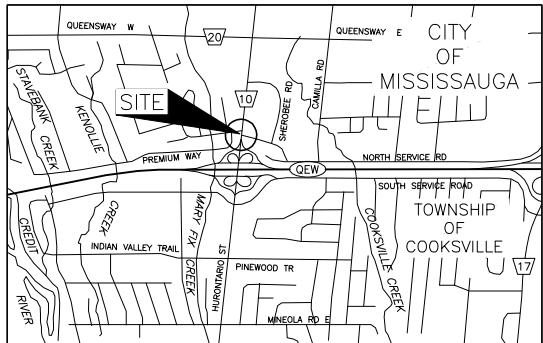 QUEENSWAY W
20
QUEENSWAY E
CITY
OF
MISSISSAUGA
STAVEBANK
CREEK
KENOLLIE
CREEK
SITE
10
SHEROBEE RD
CAMILLA RD
PREMIUM WAY
NORTH SERVICE RD
QEW
SOUTH SERVICE ROAD
TOWNSHIP
OF
COOKSVILLE
CREDIT
RIVER
MARY FIX
CREEK
HURONTARIO ST
COOKSVILLE CREEK
INDIAN VALLEY TRAIL
PINEWOOD TR
17
MINEOLA RD E